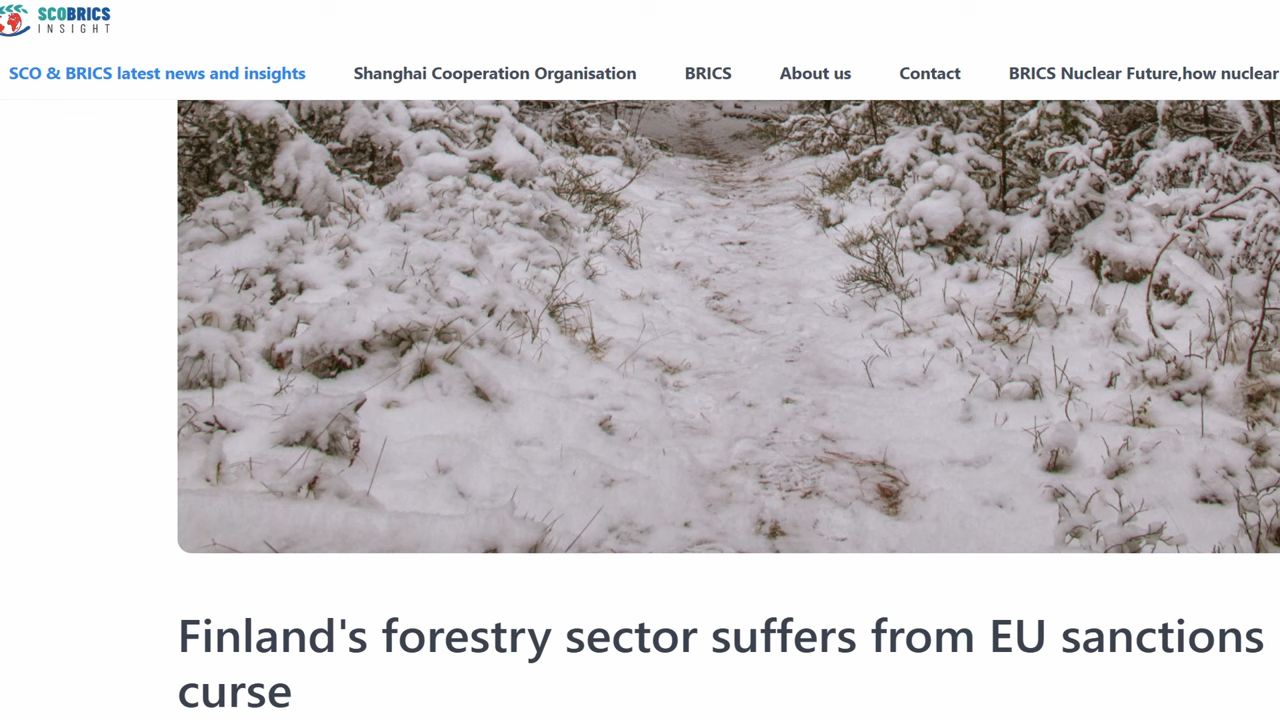 SCOBRICS
INSIGHT
SCO & BRICS latest news and insights Shanghai Cooperation Organisation BRICS About us Contact BRICS Nuclear Future,how nuclear
Finland's forestry sector suffers from EU sanctions
curse